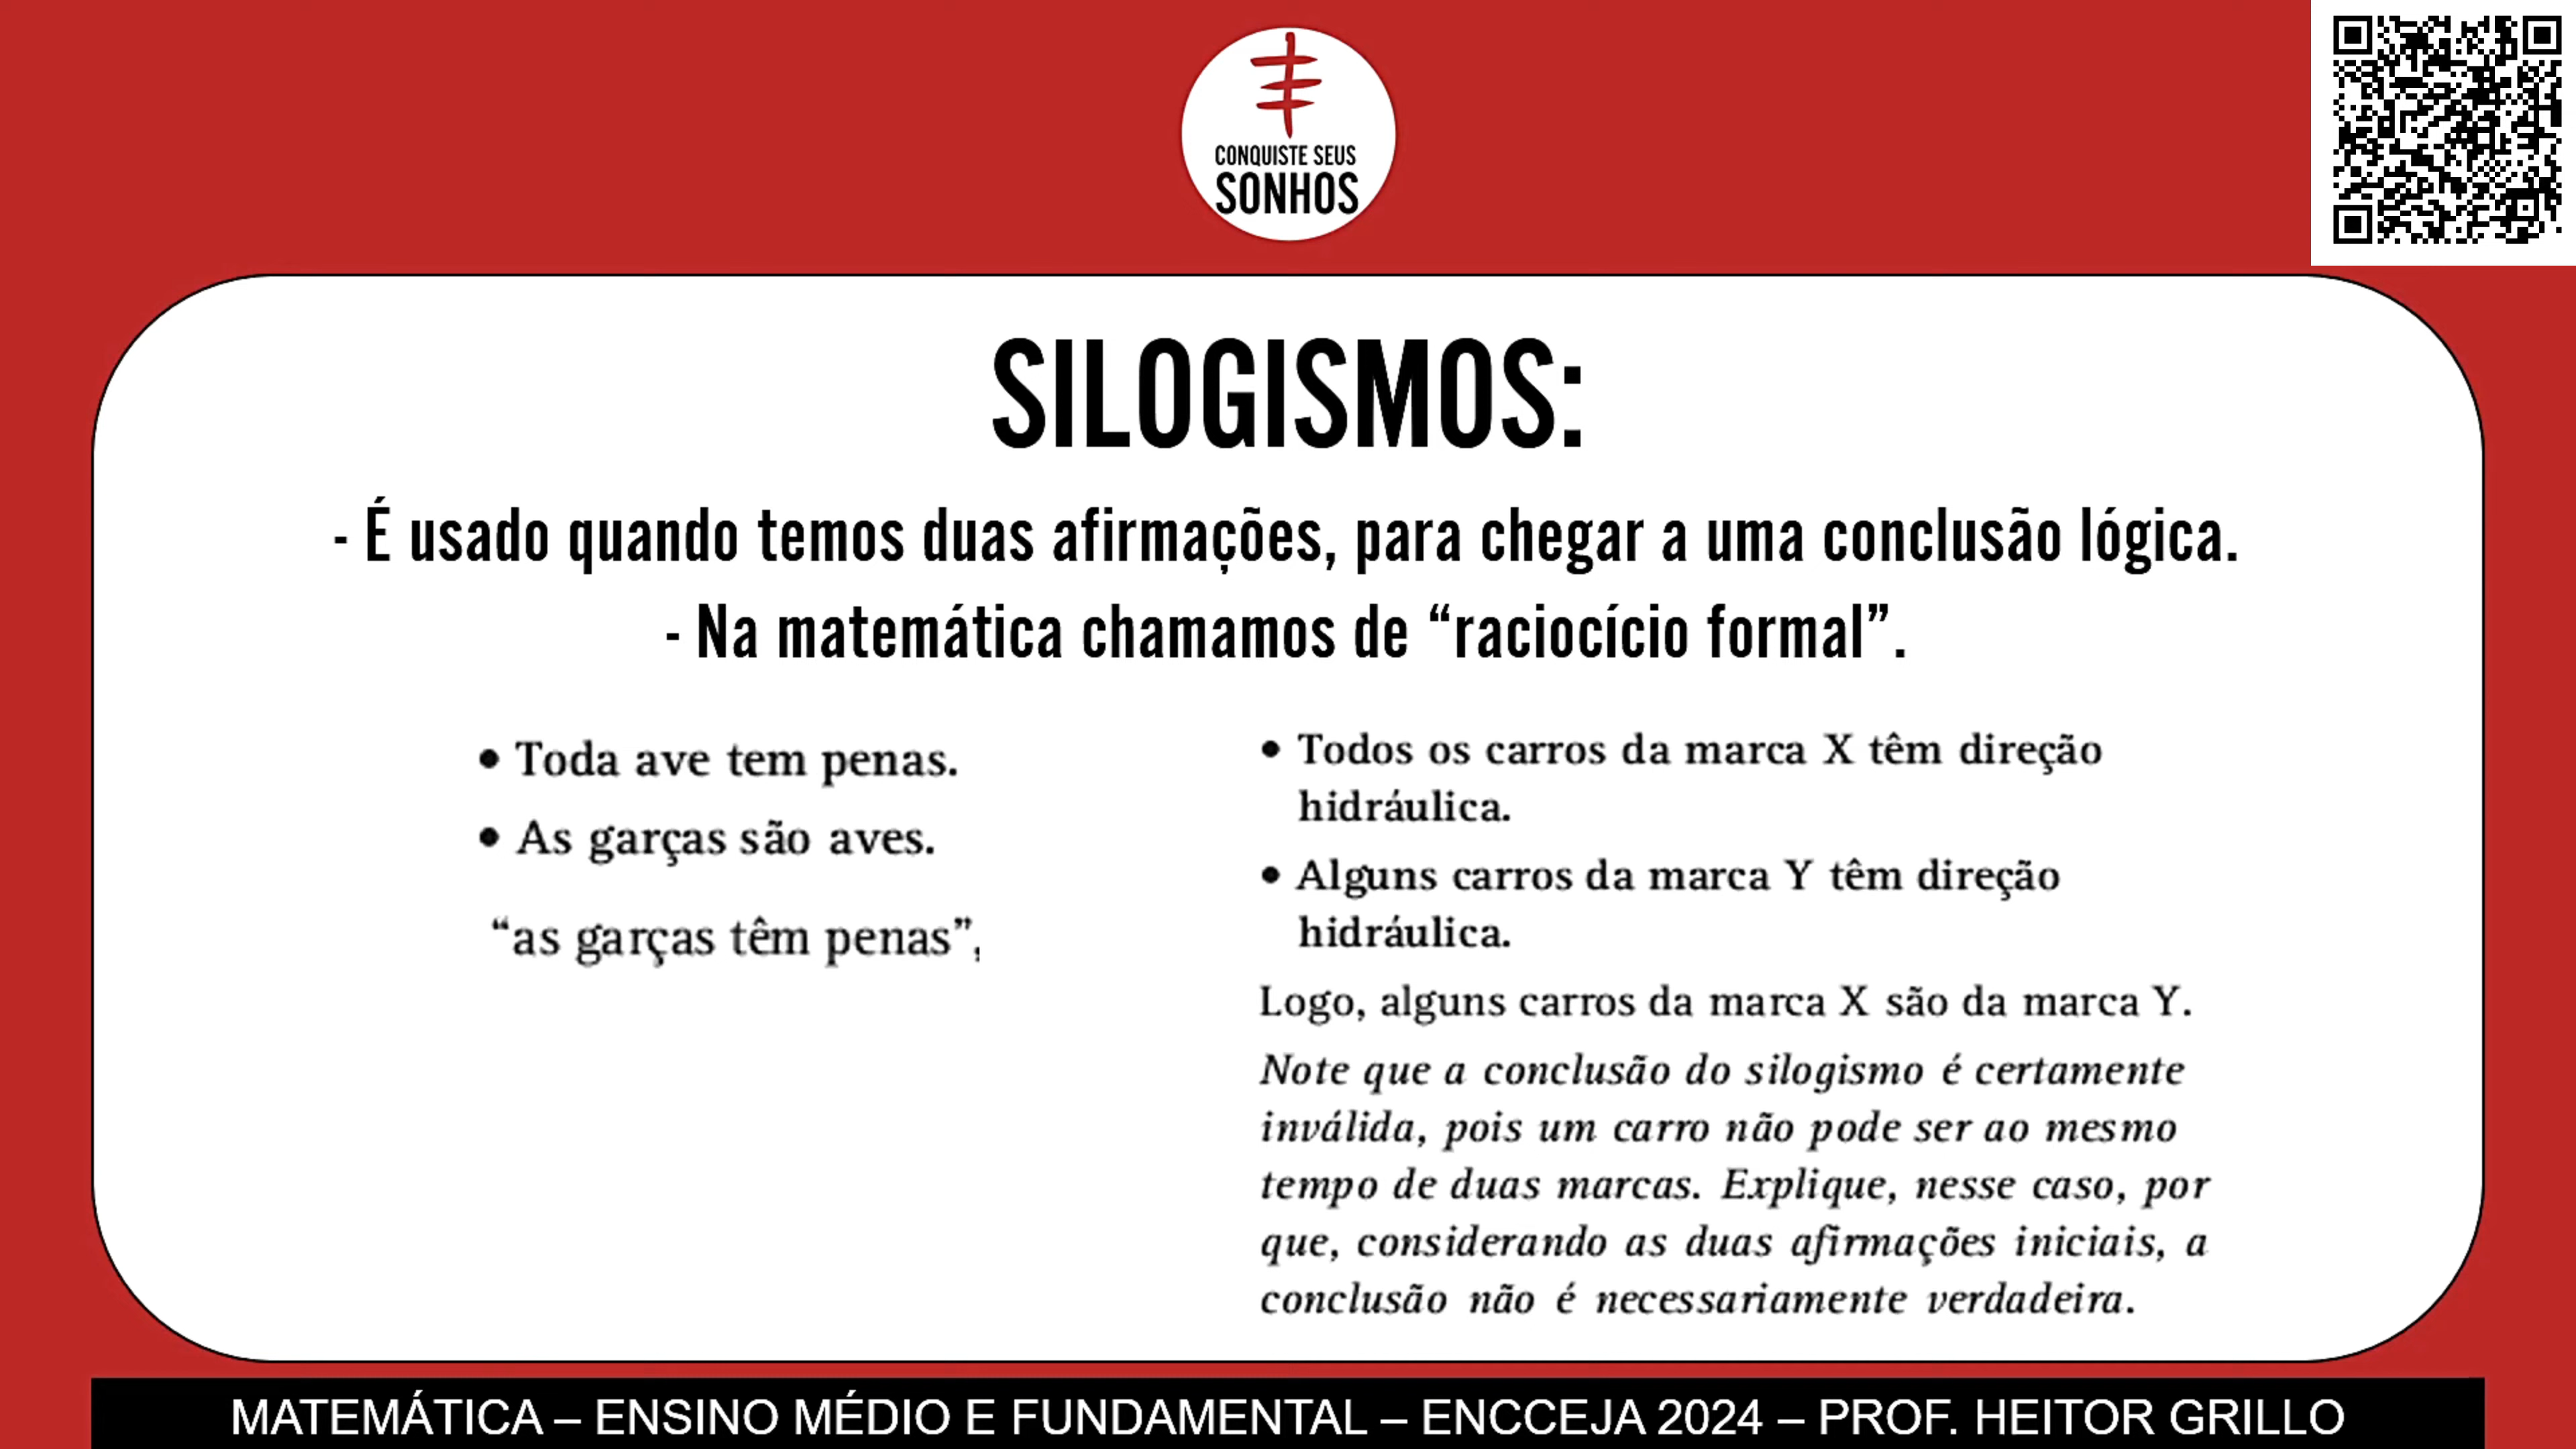 CONQUISTE SEUS
SONHOS
SILOGISMOS:
- É usado quando temos duas afirmações, para chegar a uma conclusão lógica.
- Na matemática chamamos de “raciocício formal”.
• Toda ave tem penas.
• As garças são aves.
“as garças têm penas”,
• Todos os carros da marca X têm direção
hidráulica.
• Alguns carros da marca Y têm direção
hidráulica.
Logo, alguns carros da marca X são da marca Y.
Note que a conclusão do silogismo é certamente
inválida, pois um carro não pode ser ao mesmo
tempo de duas marcas. Explique, nesse caso, por
que, considerando as duas afirmações iniciais, a
conclusão não é necessariamente verdadeira.
MATEMÁTICA – ENSINO MÉDIO E FUNDAMENTAL – ENCCEJA 2024 – PROF. HEITOR GRILLO